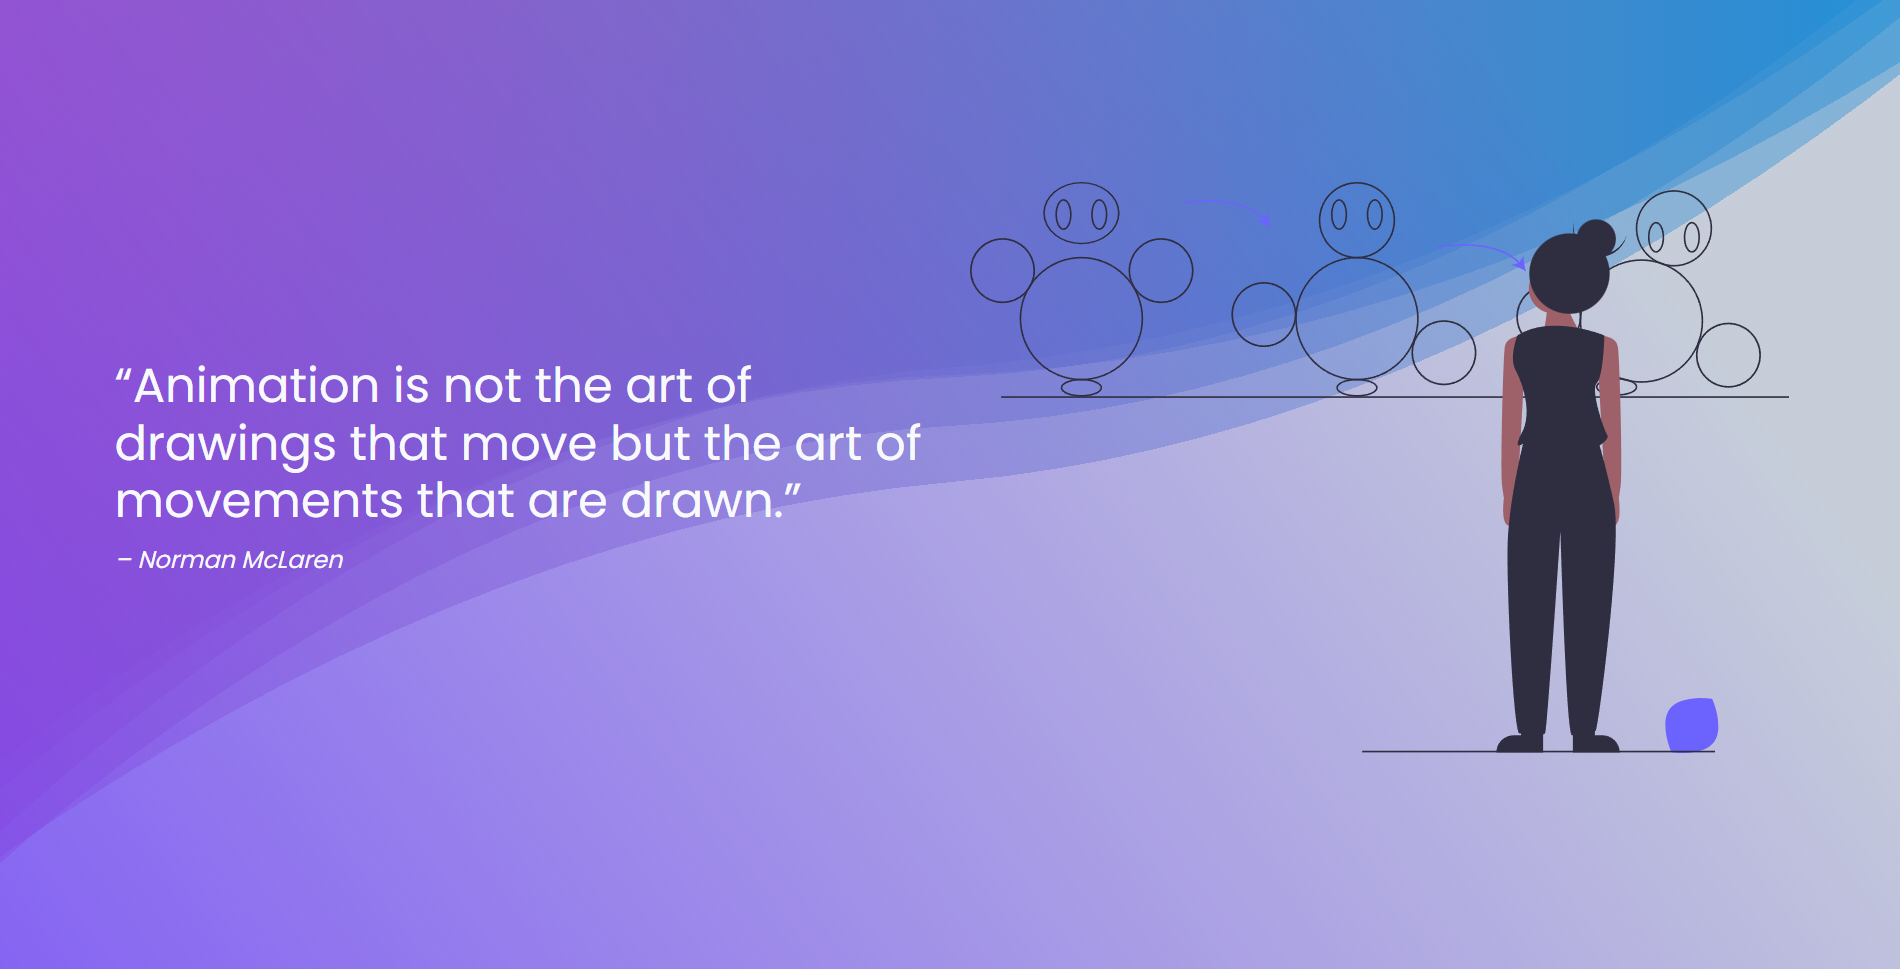 “Animation is not the art of
drawings that move but the art of
movements that are drawn.”
– Norman McLaren